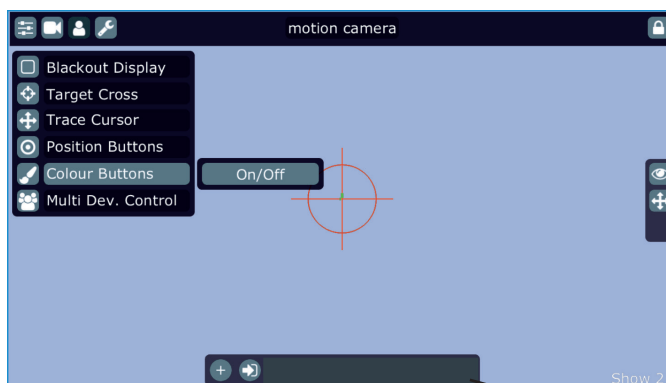 motion camera
Blackout Display
Target Cross
Trace Cursor
Position Buttons
Colour Buttons
On/Off
Multi Dev. Control
Show 2